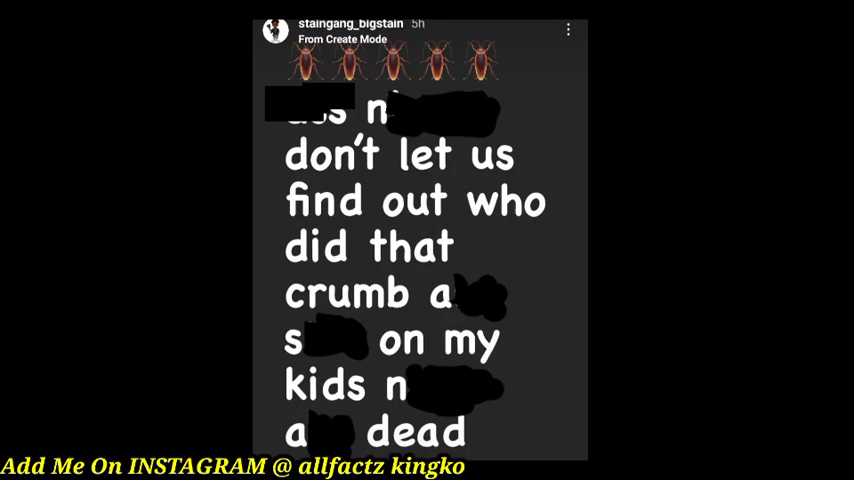 staingang_bigstain 5h
From Create Mode
don't let us
find out who
did that
crumb a
s on my
kids n
a dead
Add Me On INSTAGRAM @ allfactz kingko